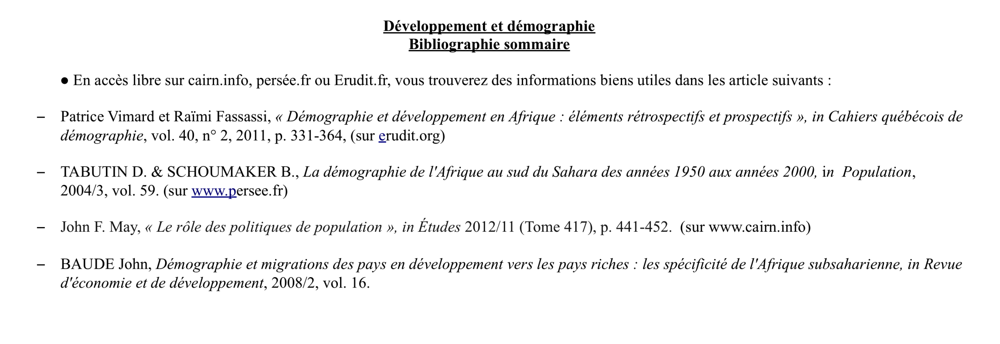 Développement et démographie
Bibliographie sommaire
● En accès libre sur cairn.info, persée.fr ou Erudit.fr, vous trouverez des informations biens utiles dans les article suivants :
– Patrice Vimard et Raïmi Fassassi, « Démographie et développement en Afrique : éléments rétrospectifs et prospectifs », in Cahiers québécois de
démographie, vol. 40, n° 2, 2011, p. 331-364, (sur erudit.org)
– TABUTIN D. & SCHOUMAKER B., La démographie de l'Afrique au sud du Sahara des années 1950 aux années 2000, in Population,
2004/3, vol. 59. (sur www.persee.fr)
– John F. May, « Le rôle des politiques de population », in Études 2012/11 (Tome 417), p. 441-452. (sur www.cairn.info)
– BAUDE John, Démographie et migrations des pays en développement vers les pays riches : les spécificité de l'Afrique subsaharienne, in Revue
d'économie et de développement, 2008/2, vol. 16.